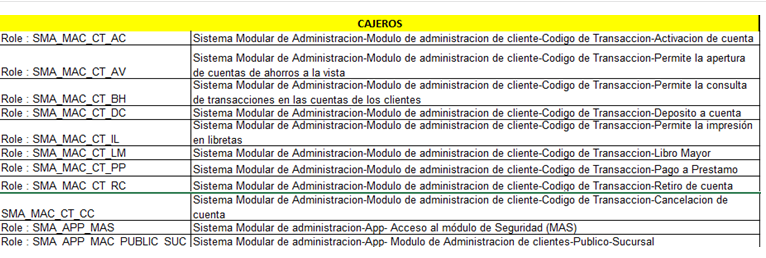 CAJEROS
Role : SMA_MAC_CT_AC Sistema Modular de Administracion-Modulo de administracion de cliente-Codigo de Transaccion-Activacion de cuenta
Sistema Modular de Administracion-Modulo de administracion de cliente-Codigo de Transaccion-Permite la apertura
Role : SMA_MAC_CT_AV de cuentas de ahorros a la vista
Sistema Modular de Administracion-Modulo de administracion de cliente-Codigo de Transaccion-Permite la consulta
Role : SMA_MAC_CT_BH de transacciones en las cuentas de los clientes
Role : SMA_MAC_CT_DC Sistema Modular de Administracion-Modulo de administracion de cliente-Codigo de Transaccion-Deposito a cuenta
Sistema Modular de Administracion-Modulo de administracion de cliente-Codigo de Transaccion-Permite la impresión
Role : SMA_MAC_CT_IL en libretas
Role : SMA_MAC_CT_LM Sistema Modular de Administracion-Modulo de administracion de cliente-Codigo de Transaccion-Libro Mayor
Role : SMA_MAC_CT_PP Sistema Modular de Administracion-Modulo de administracion de cliente-Codigo de Transaccion-Pago a Prestamo
Role : SMA_MAC_CT_RC Sistema Modular de Administracion-Modulo de administracion de cliente-Codigo de Transaccion-Retiro de cuenta
Sistema Modular de Administracion-Modulo de administracion de cliente-Codigo de Transaccion-Cancelacion de
SMA_MAC_CT_CC cuenta
Role : SMA_APP_MAS Sistema Modular de administracion-App- Acceso al módulo de Seguridad (MAS)
Role : SMA_APP_MAC_PUBLIC_SUC Sistema Modular de administracion-App- Modulo de Administracion de clientes-Publico-Sucursal